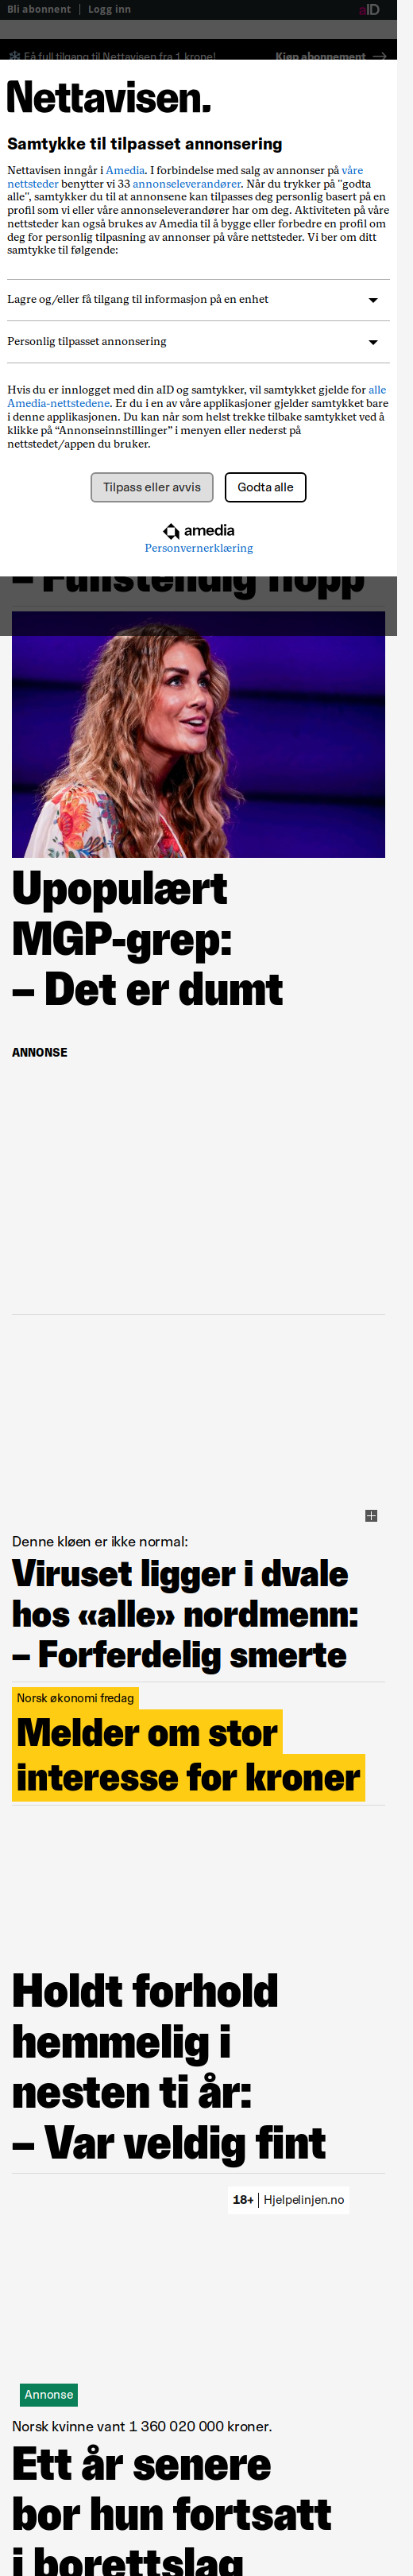 Bli abonnent | Logg inn aID
Få full tilgang til Nettavisen fra 1 krone! Kjøp abonnement →
Nettavisen.
Samtykke til tilpasset annonsering
Nettavisen inngår i Amedia. I forbindelse med salg av annonser på våre
nettsteder benytter vi 33 annonseleverandører. Når du trykker på "godta
alle", samtykker du til at annonsene kan tilpasses deg personlig basert på en
profil som vi eller våre annonseleverandører har om deg. Aktiviteten på våre
nettsteder kan også brukes av Amedia til å bygge eller forbedre en profil om
deg for personlig tilpasning av annonser på våre nettsteder. Vi ber om ditt
samtykke til følgende:
Lagre og/eller få tilgang til informasjon på en enhet
Personlig tilpasset annonsering
Hvis du er innlogget med din aID og samtykker, vil samtykket gjelde for alle
Amedia-nettstedene. Er du i en av våre applikasjoner gjelder samtykket bare
i denne applikasjonen. Du kan når som helst trekke tilbake samtykket ved å
klikke på “Annonseinnstillinger” i menyen eller nederst på
nettstedet/appen du bruker.
Tilpass eller avvis Godta alle
amedia
Personvernerklæring
– Fullstendig flopp
Upopulært
MGP-grep:
– Det er dumt
ANNONSE
Denne kløen er ikke normal:
Viruset ligger i dvale
hos «alle» nordmenn:
– Forferdelig smerte
Norsk økonomi fredag
Melder om stor
interesse for kroner
Holdt forhold
hemmelig i
nesten ti år:
– Var veldig fint
18+ | Hjelpelinjen.no
Annonse
Norsk kvinne vant 1 360 020 000 kroner.
Ett år senere
bor hun fortsatt
i borettslag